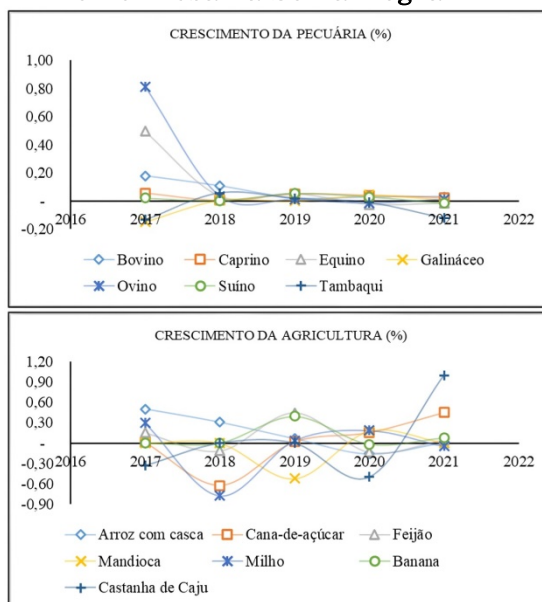 CRESCIMENTO DA PECUÁRIA (%)
1,00
0,80
0,60
0,40
0,20
-
-0,20
2016 2017 2018 2019 2020 2021 2022
Bovino Caprino Equino Galináceo
Ovino Suíno Tambaqui
CRESCIMENTO DA AGRICULTURA (%)
1,20
0,90
0,60
0,30
-
-0,30
-0,60
-0,90
2016 2017 2018 2019 2020 2021 2022
Arroz com casca Cana-de-açúcar Feijão
Mandioca Milho Banana
Castanha de Caju